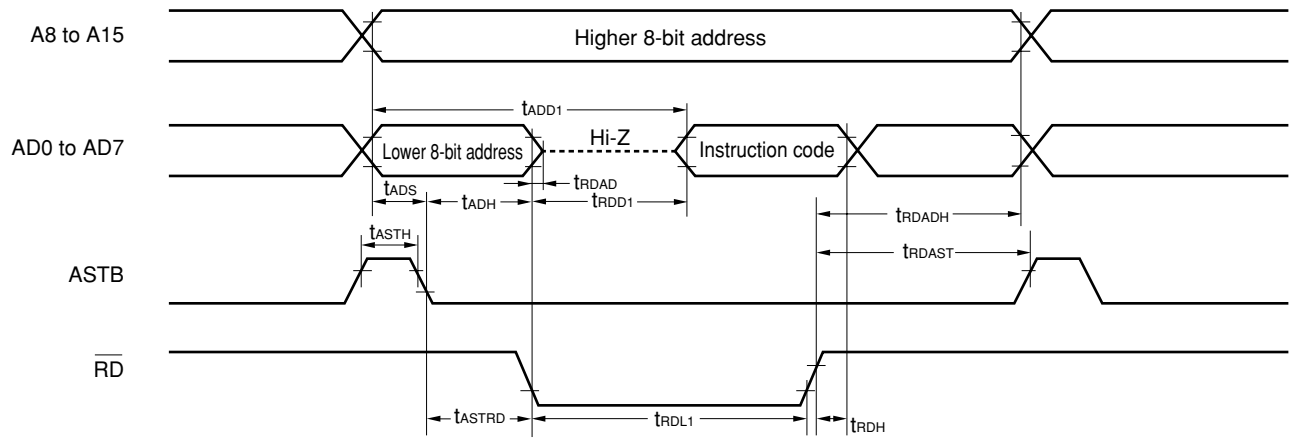 A8 to A15
Higher 8-bit address
tADD1
AD0 to AD7
Lower 8-bit address
Hi-Z
Instruction code
tRDAD
tADS
tADH
tRDD1
tRDADH
tASTH
tRDAST
ASTB
RD
tASTRD
tRDL1
tRDH